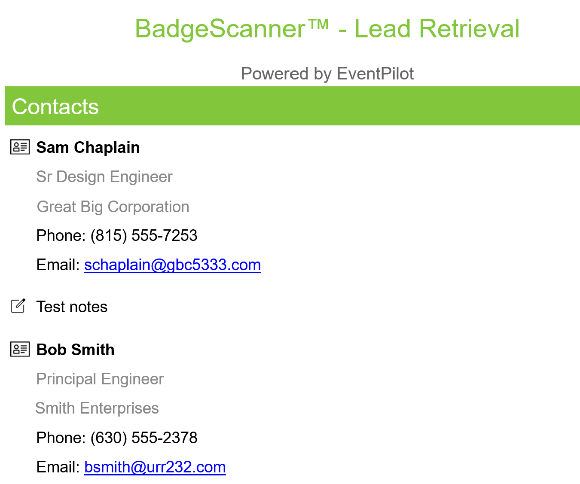 BadgeScanner™ - Lead Retrieval
Powered by EventPilot
Contacts
Sam Chaplain
Sr Design Engineer
Great Big Corporation
Phone: (815) 555-7253
Email: schaplain@gbc5333.com
Test notes
Bob Smith
Principal Engineer
Smith Enterprises
Phone: (630) 555-2378
Email: bsmith@urr232.com